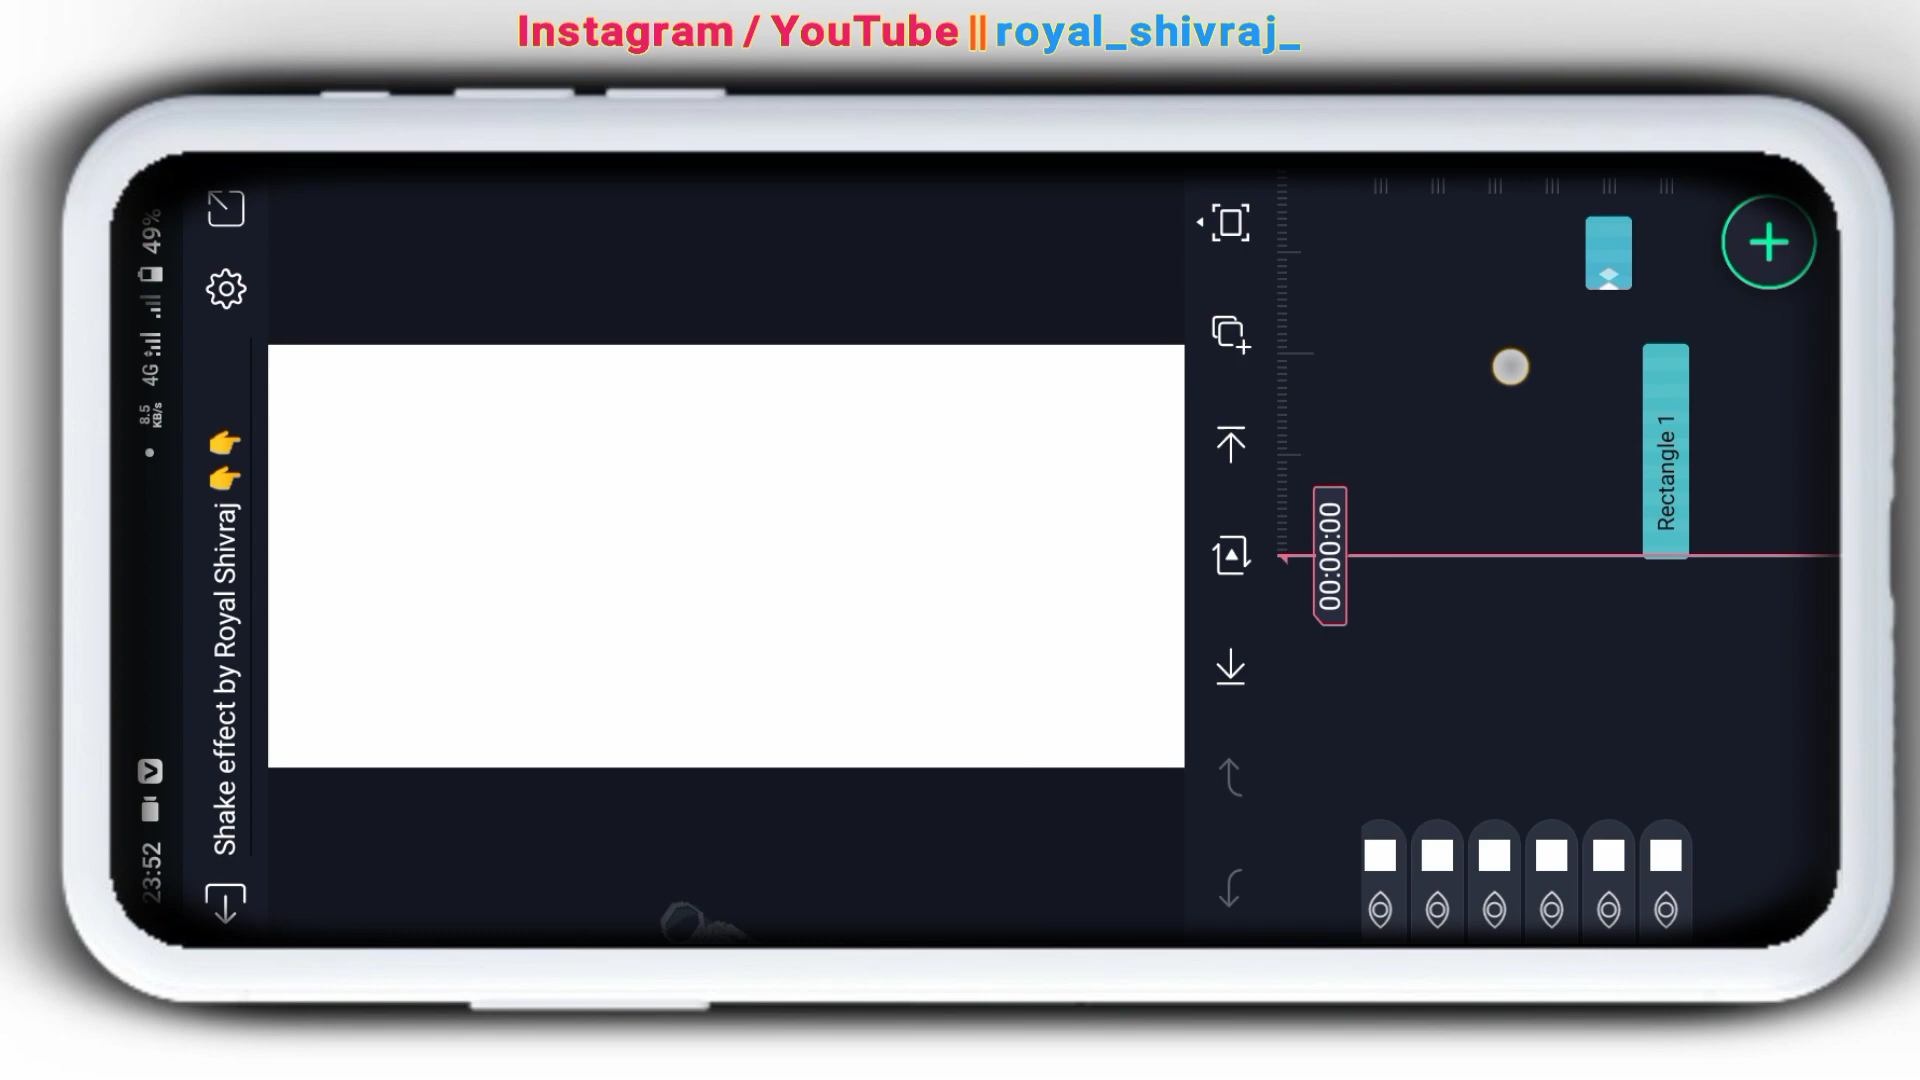 Instagram / YouTube || royal_shivraj_
23:52
8.5 KB/s
4G
49%
Shake effect by Royal Shivraj 👉 👉
00:00:00
Rectangle 1